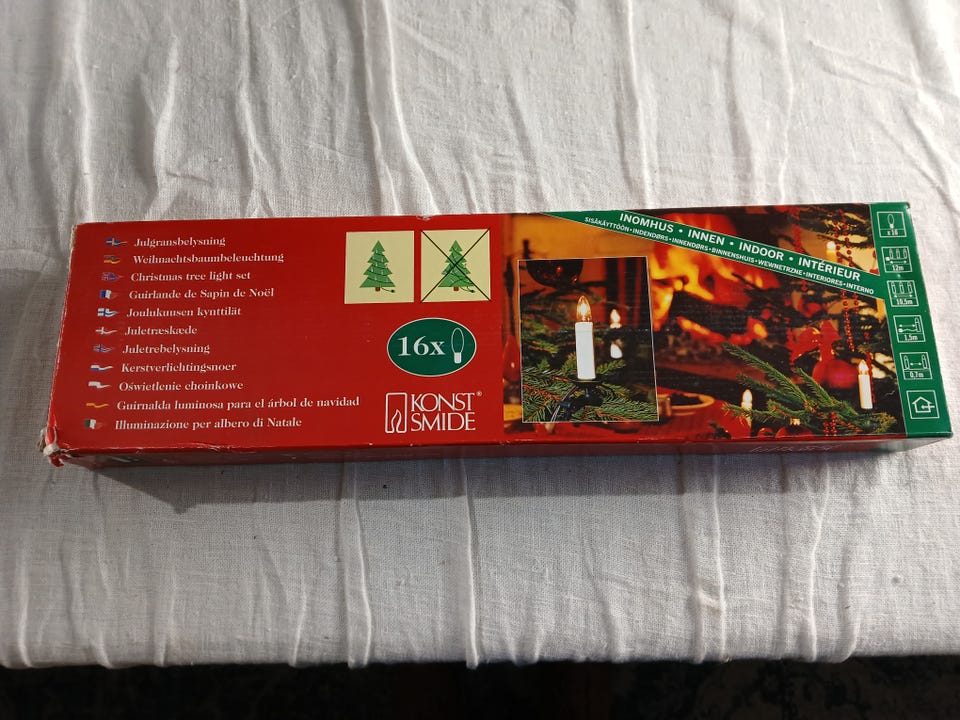 Julgransbelysning
Weihnachtsbaumbeleuchtung
Christmas tree light set
Guirlande de Sapin de Noël
Joulukuusen kynttilät
Juletræskæde
Juletrebelysning
Kerstverlichtingsnoer
Oświetlenie choinkowe
Guirnalda luminosa para el árbol de navidad
Illuminazione per albero di Natale
16x
KONST®
SMIDE
INOMHUS • INNEN • INDOOR • INTÉRIEUR
SISÄKÄYTTÖÖN • INDENDØRS • INNENDØRS • BINNENSHUIS • WEWNETRZNE • INTERIORES • INTERNO
x 16
12m
10,5m
1,5m
0,7m